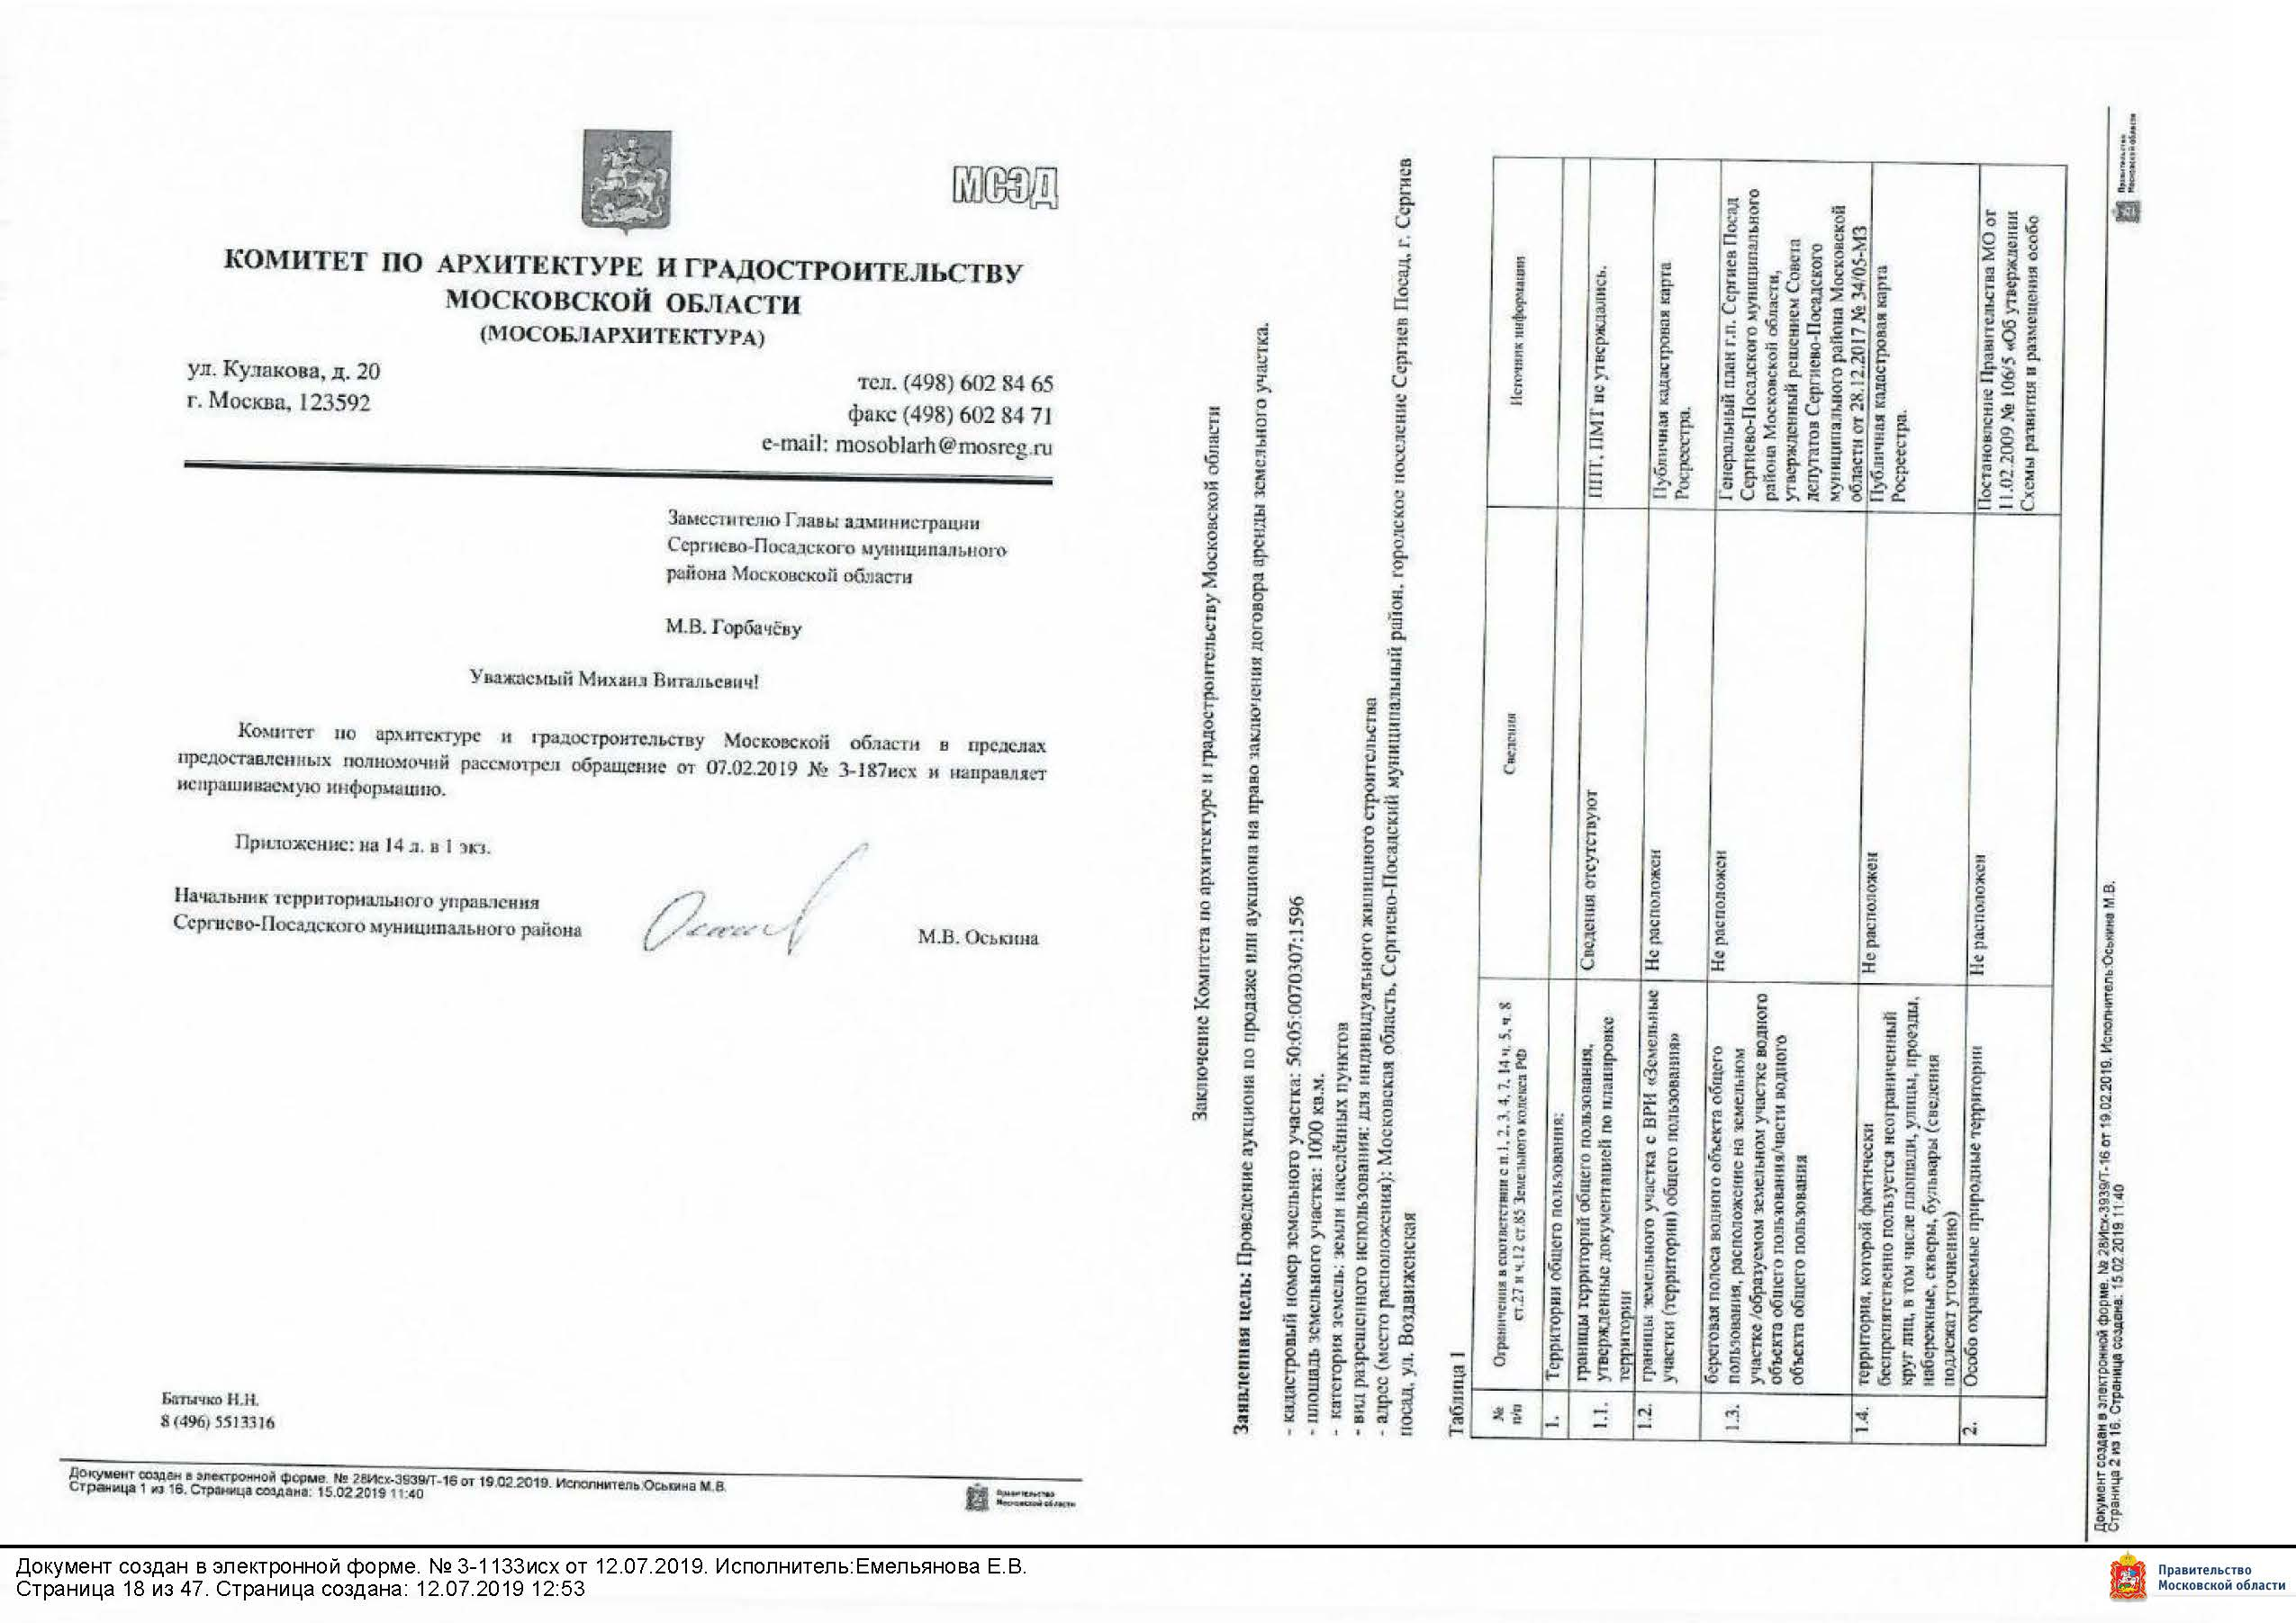 МСЭД
КОМИТЕТ ПО АРХИТЕКТУРЕ И ГРАДОСТРОИТЕЛЬСТВУ
МОСКОВСКОЙ ОБЛАСТИ
(МОСОБЛАРХИТЕКТУРА)
ул. Кулакова, д. 20
г. Москва, 123592
тел. (498) 602 84 65
факс (498) 602 84 71
e-mail: mosoblarh@mosreg.ru
Заместителю Главы администрации
Сергиево-Посадского муниципального
района Московской области
М.В. Горбачёву
Уважаемый Михаил Витальевич!
Комитет по архитектуре и градостроительству Московской области в пределах
предоставленных полномочий рассмотрел обращение от 07.02.2019 № 3-187исх и направляет
испрашиваемую информацию.
Приложение: на 14 л. в 1 экз.
Начальник территориального управления
Сергиево-Посадского муниципального района
М.В. Оськина
Батычко Н.Н.
8 (496) 5513316
Документ создан в электронной форме. № 28Исх-3939/Т-16 от 19.02.2019. Исполнитель:Оськина М.В.
Страница 1 из 16. Страница создана: 15.02.2019 11:40
Правительство
Московской области
Заключение Комитета по архитектуре и градостроительству Московской области
Заявленная цель: Проведение аукциона по продаже или аукциона на право заключения договора аренды земельного участка.
- кадастровый номер земельного участка: 50:05:0070307:1596
- площадь земельного участка: 1000 кв.м.
- категория земель: земли населённых пунктов
- вид разрешенного использования: для индивидуального жилищного строительства
- адрес (место расположения): Московская область, Сергиево-Посадский муниципальный район, городское поселение Сергиев Посад, г. Сергиев
посад, ул. Воздвиженская
Таблица 1
№
п/п
Ограничения в соответствии с п.1, 2, 3, 4, 7, 14 ч. 5, ч. 8
ст.27 и ч.12 ст.85 Земельного кодекса РФ
Сведения
Источник информации
1.
Территории общего пользования:
1.1.
границы территорий общего пользования,
утвержденные документацией по планировке
территории
Сведения отсутствуют
ППТ, ПМТ не утверждались.
1.2.
границы земельного участка с ВРИ «Земельные
участки (территории) общего пользования»
Не расположен
Публичная кадастровая карта
Росреестра.
1.3.
береговая полоса водного объекта общего
пользования, расположение на земельном
участке /образуемом земельном участке водного
объекта общего пользования/части водного
объекта общего пользования
Не расположен
Генеральный план г.п. Сергиев Посад
Сергиево-Посадского муниципального
района Московской области,
утвержденный решением Совета
депутатов Сергиево-Посадского
муниципального района Московской
области от 28.12.2017 № 34/05-МЗ
1.4.
территория, которой фактически
беспрепятственно пользуется неограниченный
круг лиц, в том числе площади, улицы, проезды,
набережные, скверы, бульвары (сведения
подлежат уточнению)
Не расположен
Публичная кадастровая карта
Росреестра.
2.
Особо охраняемые природные территории
Не расположен
Постановление Правительства МО от
11.02.2009 № 106/5 «Об утверждении
Схемы развития и размещения особо
Документ создан в электронной форме. № 28Исх-3939/Т-16 от 19.02.2019. Исполнитель:Оськина М.В.
Страница 2 из 16. Страница создана: 15.02.2019 11:40
Правительство
Московской области
Документ создан в электронной форме. № 3-1133исх от 12.07.2019. Исполнитель:Емельянова Е.В.
Страница 18 из 47. Страница создана: 12.07.2019 12:53
Правительство
Московской области